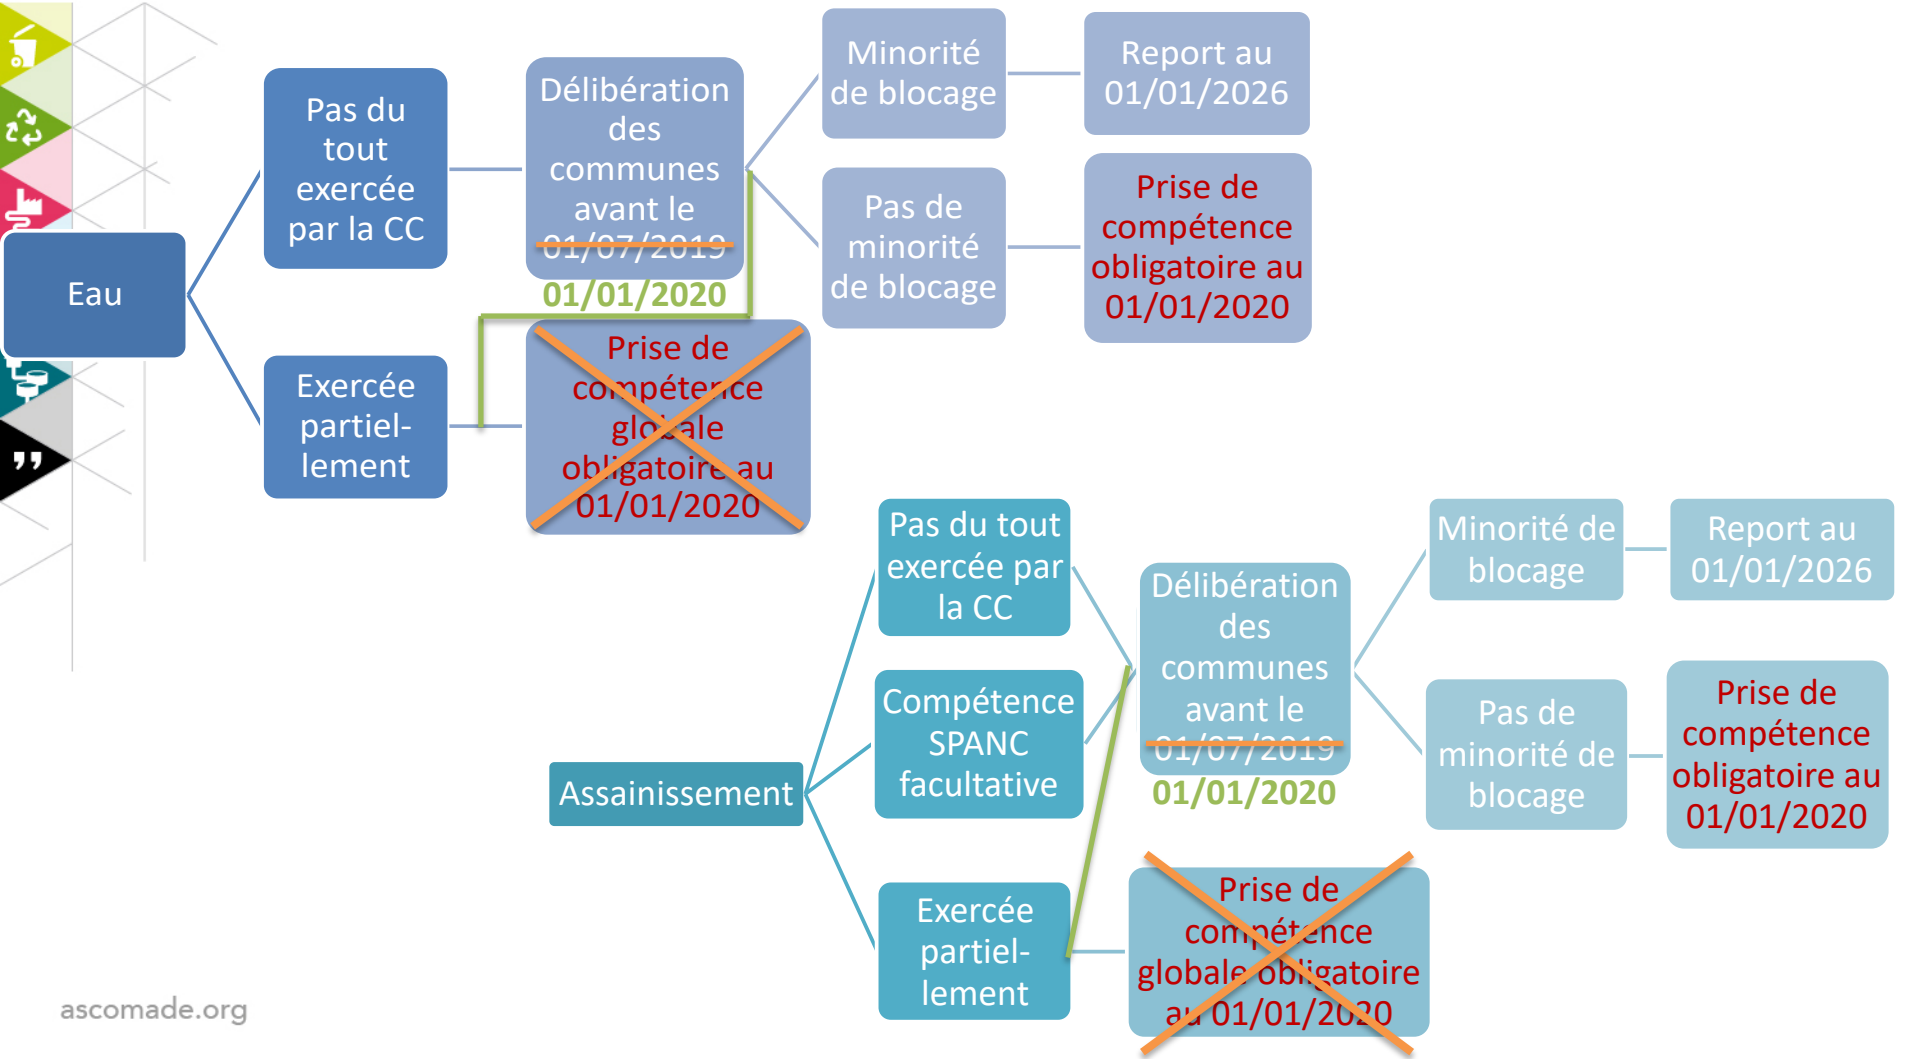 Eau
Pas du
tout
exercée
par la CC
Délibération
des
communes
avant le
01/07/2019
01/01/2020
Minorité
de blocage
Report au
01/01/2026
Pas de
minorité
de blocage
Prise de
compétence
obligatoire au
01/01/2020
Exercée
partiel-
lement
Prise de
compétence
globale
obligatoire au
01/01/2020
Assainissement
Pas du tout
exercée par
la CC
Compétence
SPANC
facultative
Délibération
des
communes
avant le
01/07/2019
01/01/2020
Minorité de
blocage
Report au
01/01/2026
Pas de
minorité de
blocage
Prise de
compétence
obligatoire au
01/01/2020
Exercée
partiel-
lement
Prise de
compétence
globale obligatoire
au 01/01/2020
ascomade.org